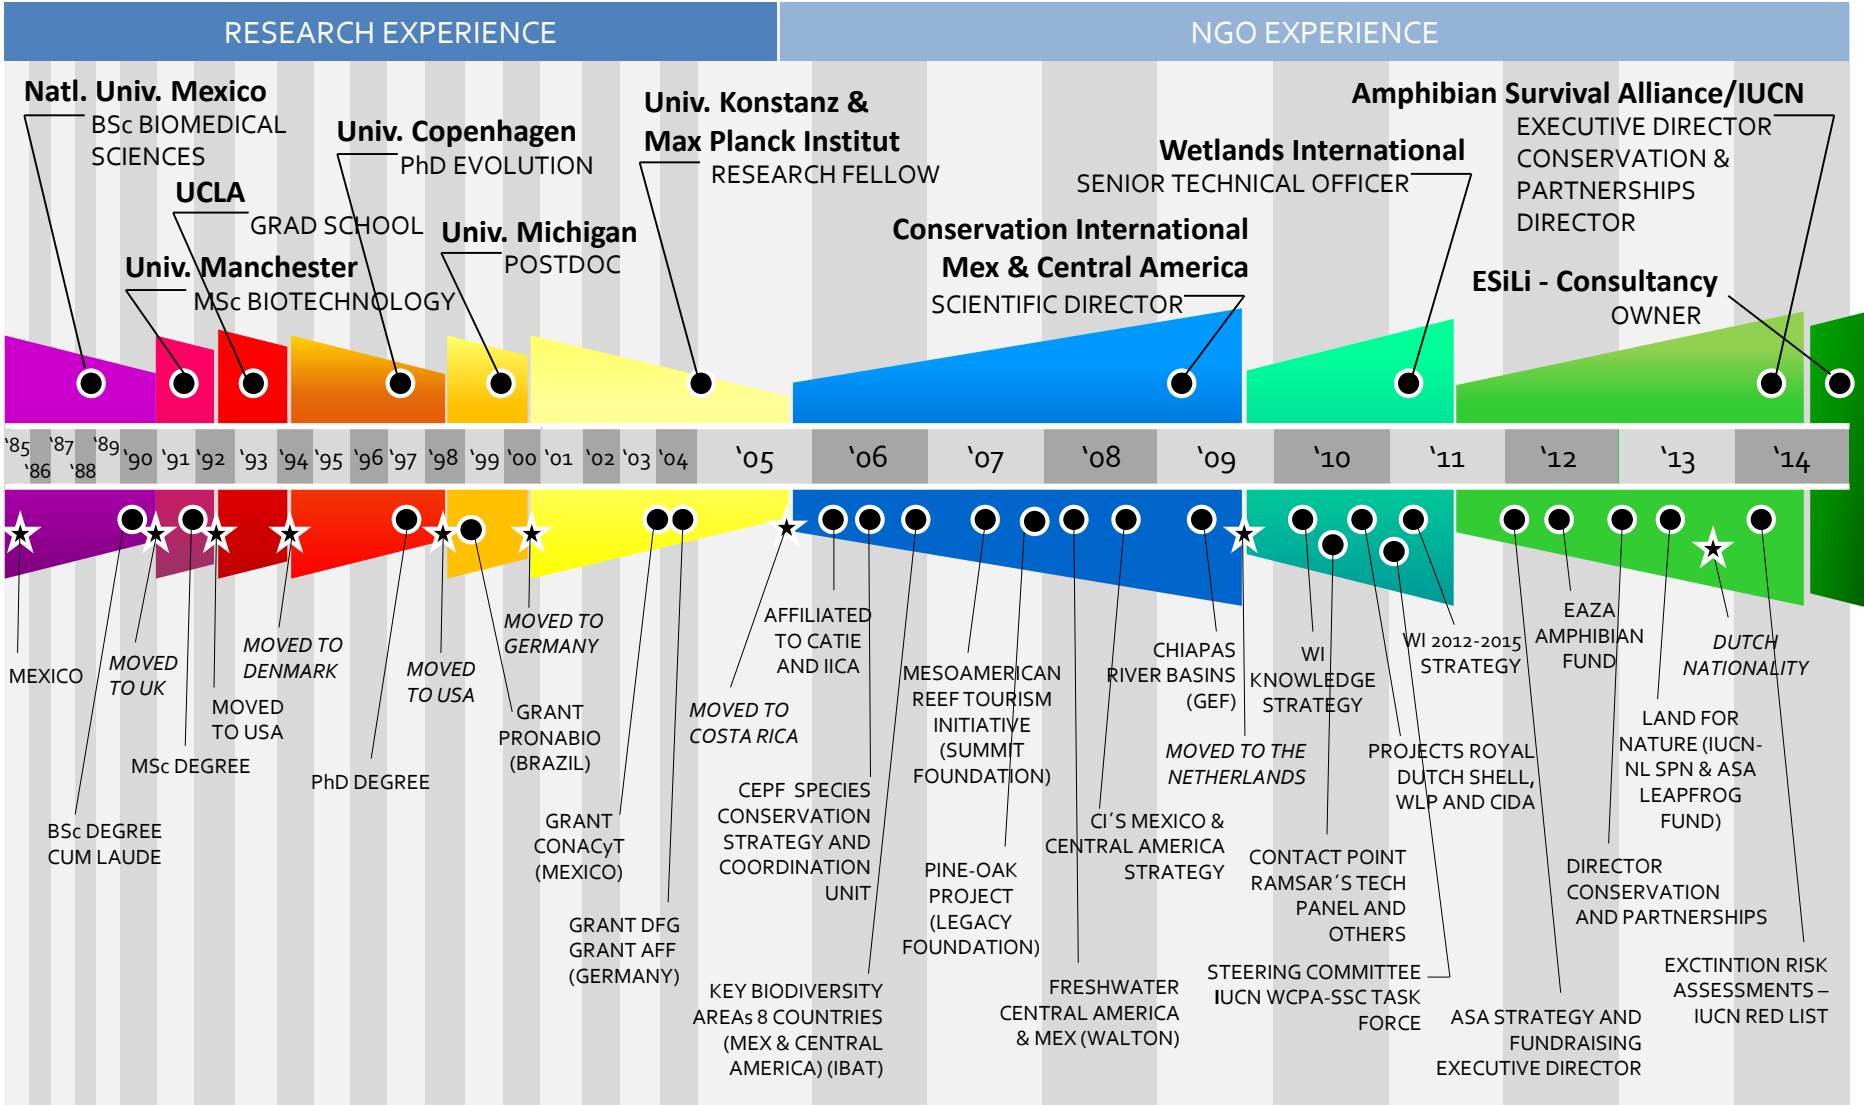 RESEARCH EXPERIENCE
NGO EXPERIENCE
Natl. Univ. Mexico
BSc BIOMEDICAL
SCIENCES
UCLA
GRAD SCHOOL
Univ. Manchester
MSc BIOTECHNOLOGY
Univ. Copenhagen
PhD EVOLUTION
Univ. Michigan
POSTDOC
Univ. Konstanz &
Max Planck Institut
RESEARCH FELLOW
Conservation International
Mex & Central America
SCIENTIFIC DIRECTOR
Wetlands International
SENIOR TECHNICAL OFFICER
Amphibian Survival Alliance/IUCN
EXECUTIVE DIRECTOR
CONSERVATION &
PARTNERSHIPS
DIRECTOR
ESiLi - Consultancy
OWNER
‘85 ‘86 ‘87 ‘88 ‘89 ‘90 ‘91 ‘92 ‘93 ‘94 ‘95 ‘96 ‘97 ‘98 ‘99 ‘00 ‘01 ‘02 ‘03 ‘04 ‘05 ‘06 ‘07 ‘08 ‘09 ‘10 ‘11 ‘12 ‘13 ‘14
MEXICO
BSc DEGREE
CUM LAUDE
MOVED
TO UK
MSc DEGREE
MOVED
TO USA
MOVED TO
DENMARK
PhD DEGREE
MOVED
TO USA
GRANT
PRONABIO
(BRAZIL)
MOVED TO
GERMANY
GRANT
CONACyT
(MEXICO)
GRANT DFG
GRANT AFF
(GERMANY)
MOVED TO
COSTA RICA
AFFILIATED
TO CATIE
AND IICA
CEPF SPECIES
CONSERVATION
STRATEGY AND
COORDINATION
UNIT
KEY BIODIVERSITY
AREAs 8 COUNTRIES
(MEX & CENTRAL
AMERICA) (IBAT)
MESOAMERICAN
REEF TOURISM
INITIATIVE
(SUMMIT
FOUNDATION)
PINE-OAK
PROJECT
(LEGACY
FOUNDATION)
FRESHWATER
CENTRAL AMERICA
& MEX (WALTON)
CI´S MEXICO &
CENTRAL AMERICA
STRATEGY
CHIAPAS
RIVER BASINS
(GEF)
MOVED TO THE
NETHERLANDS
WI
KNOWLEDGE
STRATEGY
CONTACT POINT
RAMSAR´S TECH
PANEL AND
OTHERS
PROJECTS ROYAL
DUTCH SHELL,
WLP AND CIDA
STEERING COMMITTEE
IUCN WCPA-SSC TASK
FORCE
WI 2012-2015
STRATEGY
ASA STRATEGY AND
FUNDRAISING
EXECUTIVE DIRECTOR
EAZA
AMPHIBIAN
FUND
DIRECTOR
CONSERVATION
AND PARTNERSHIPS
LAND FOR
NATURE (IUCN-
NL SPN & ASA
LEAPFROG
FUND)
DUTCH
NATIONALITY
EXCTINTION RISK
ASSESSMENTS –
IUCN RED LIST